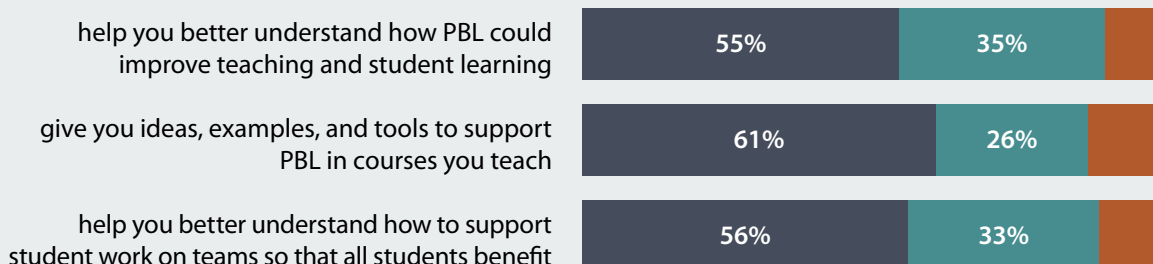 help you better understand how PBL could
improve teaching and student learning
55% 35%
give you ideas, examples, and tools to support
PBL in courses you teach
61% 26%
help you better understand how to support
student work on teams so that all students benefit
56% 33%